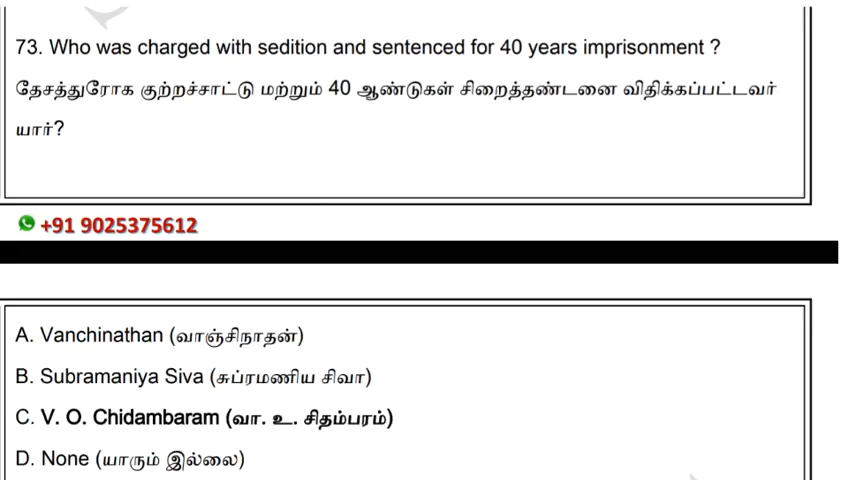 73. Who was charged with sedition and sentenced for 40 years imprisonment ?
தேசத்துரோக குற்றச்சாட்டு மற்றும் 40 ஆண்டுகள் சிறைத்தண்டனை விதிக்கப்பட்டவர்
யார்?
+91 9025375612
A. Vanchinathan (வாஞ்சிநாதன்)
B. Subramaniya Siva (சுப்ரமணிய சிவா)
C. V. O. Chidambaram (வா. உ. சிதம்பரம்)
D. None (யாரும் இல்லை)